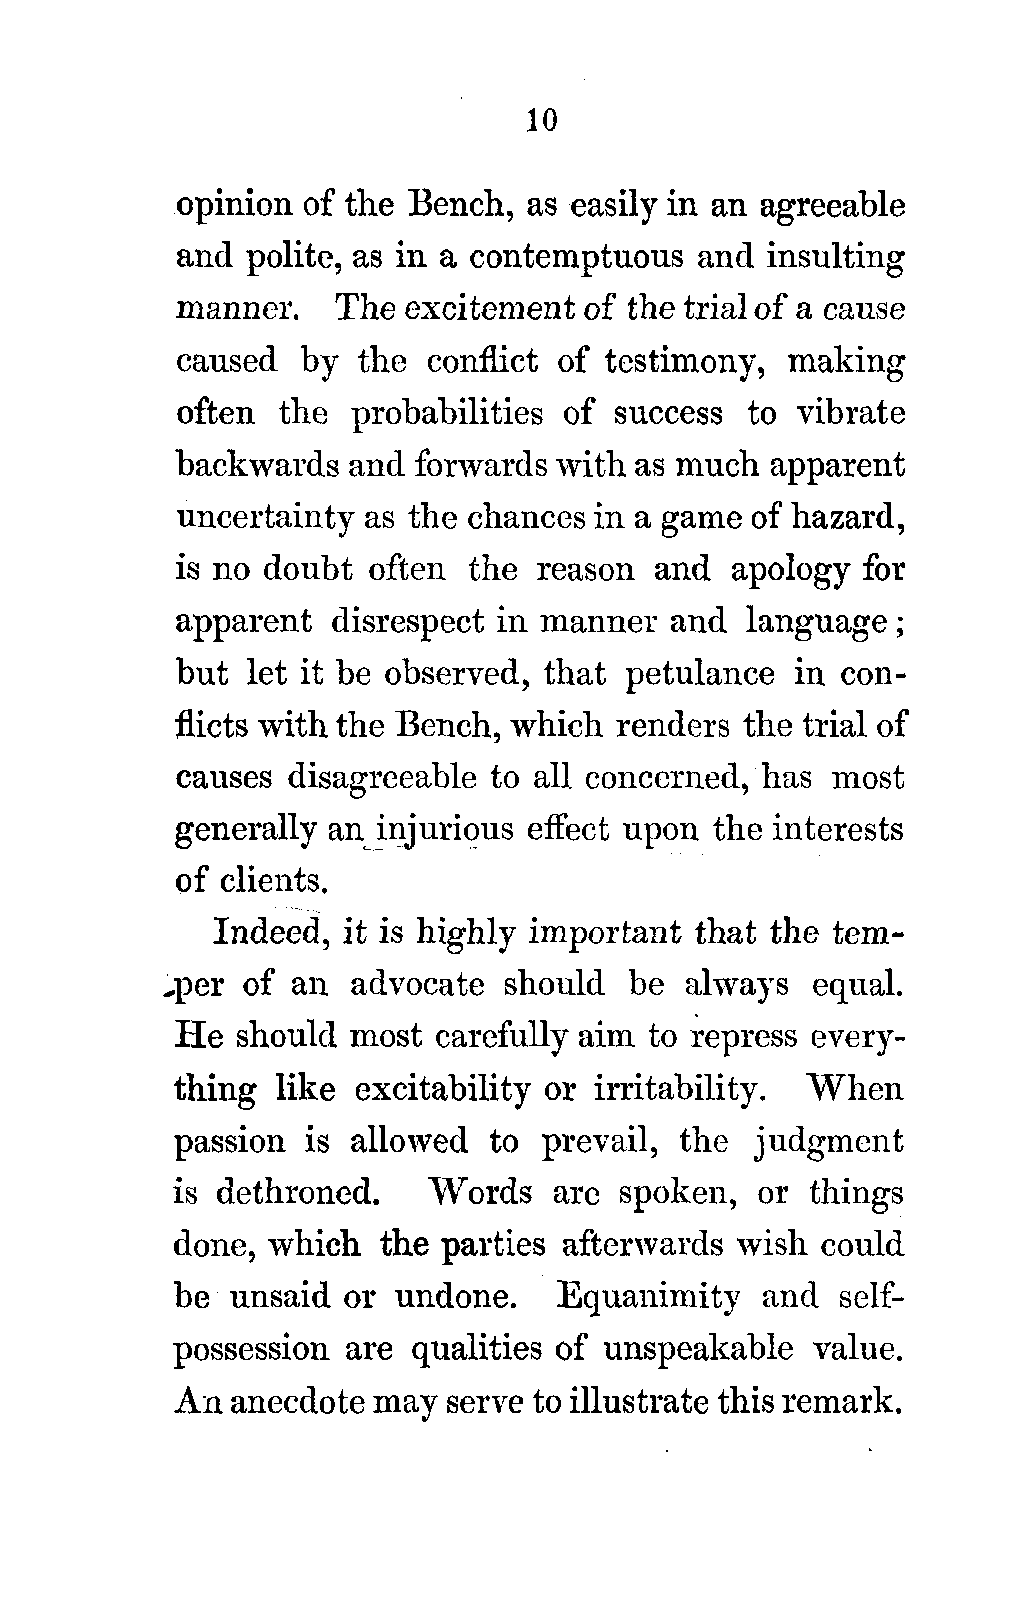 10
opinion of the Bench, as easily in an agreeable
and polite, as in a contemptuous and insulting
manner. The excitement of the trial of a cause
caused by the conflict of testimony, making
often the probabilities of success to vibrate
backwards and forwards with as much apparent
uncertainty as the chances in a game of hazard,
is no doubt often the reason and apology for
apparent disrespect in manner and language;
but let it be observed, that petulance in con-
flicts with the Bench, which renders the trial of
causes disagreeable to all concerned, has most
generally an injurious effect upon the interests
of clients.
Indeed, it is highly important that the tem-
per of an advocate should be always equal.
He should most carefully aim to repress every-
thing like excitability or irritability. When
passion is allowed to prevail, the judgment
is dethroned. Words are spoken, or things
done, which the parties afterwards wish could
be unsaid or undone. Equanimity and self-
possession are qualities of unspeakable value.
An anecdote may serve to illustrate this remark.